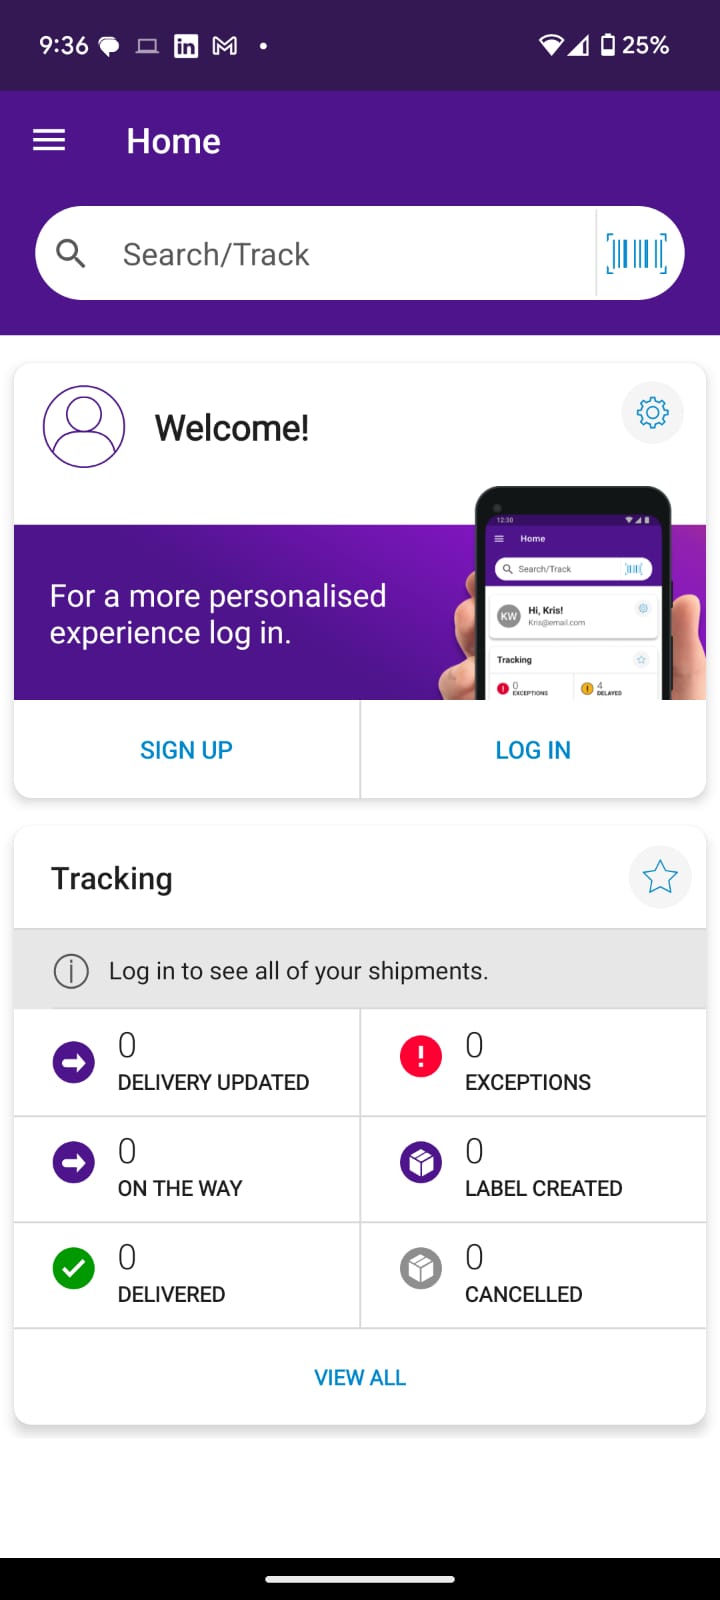 9:36
in
25%
Home
Search/Track
Welcome!
For a more personalised
experience log in.
12:30
Home
Search/Track
KW
Hi, Kris!
Kris@email.com
Tracking
0
EXCEPTIONS
4
DELAYED
SIGN UP
LOG IN
Tracking
Log in to see all of your shipments.
0
DELIVERY UPDATED
0
EXCEPTIONS
0
ON THE WAY
0
LABEL CREATED
0
DELIVERED
0
CANCELLED
VIEW ALL